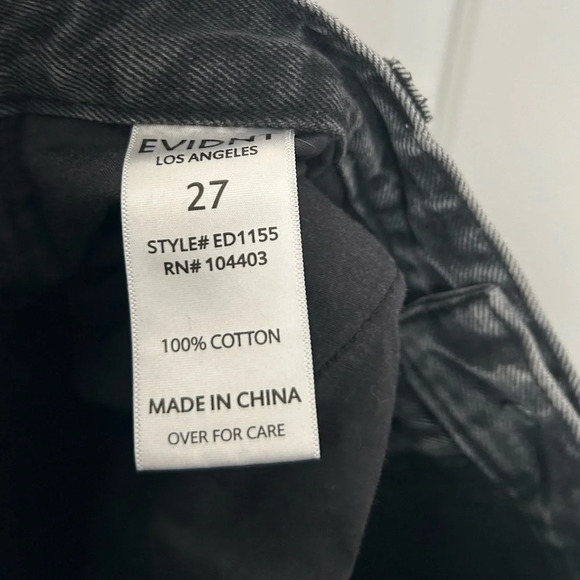 EVIDNT
LOS ANGELES
27
STYLE# ED1155
RN# 104403
100% COTTON
MADE IN CHINA
OVER FOR CARE